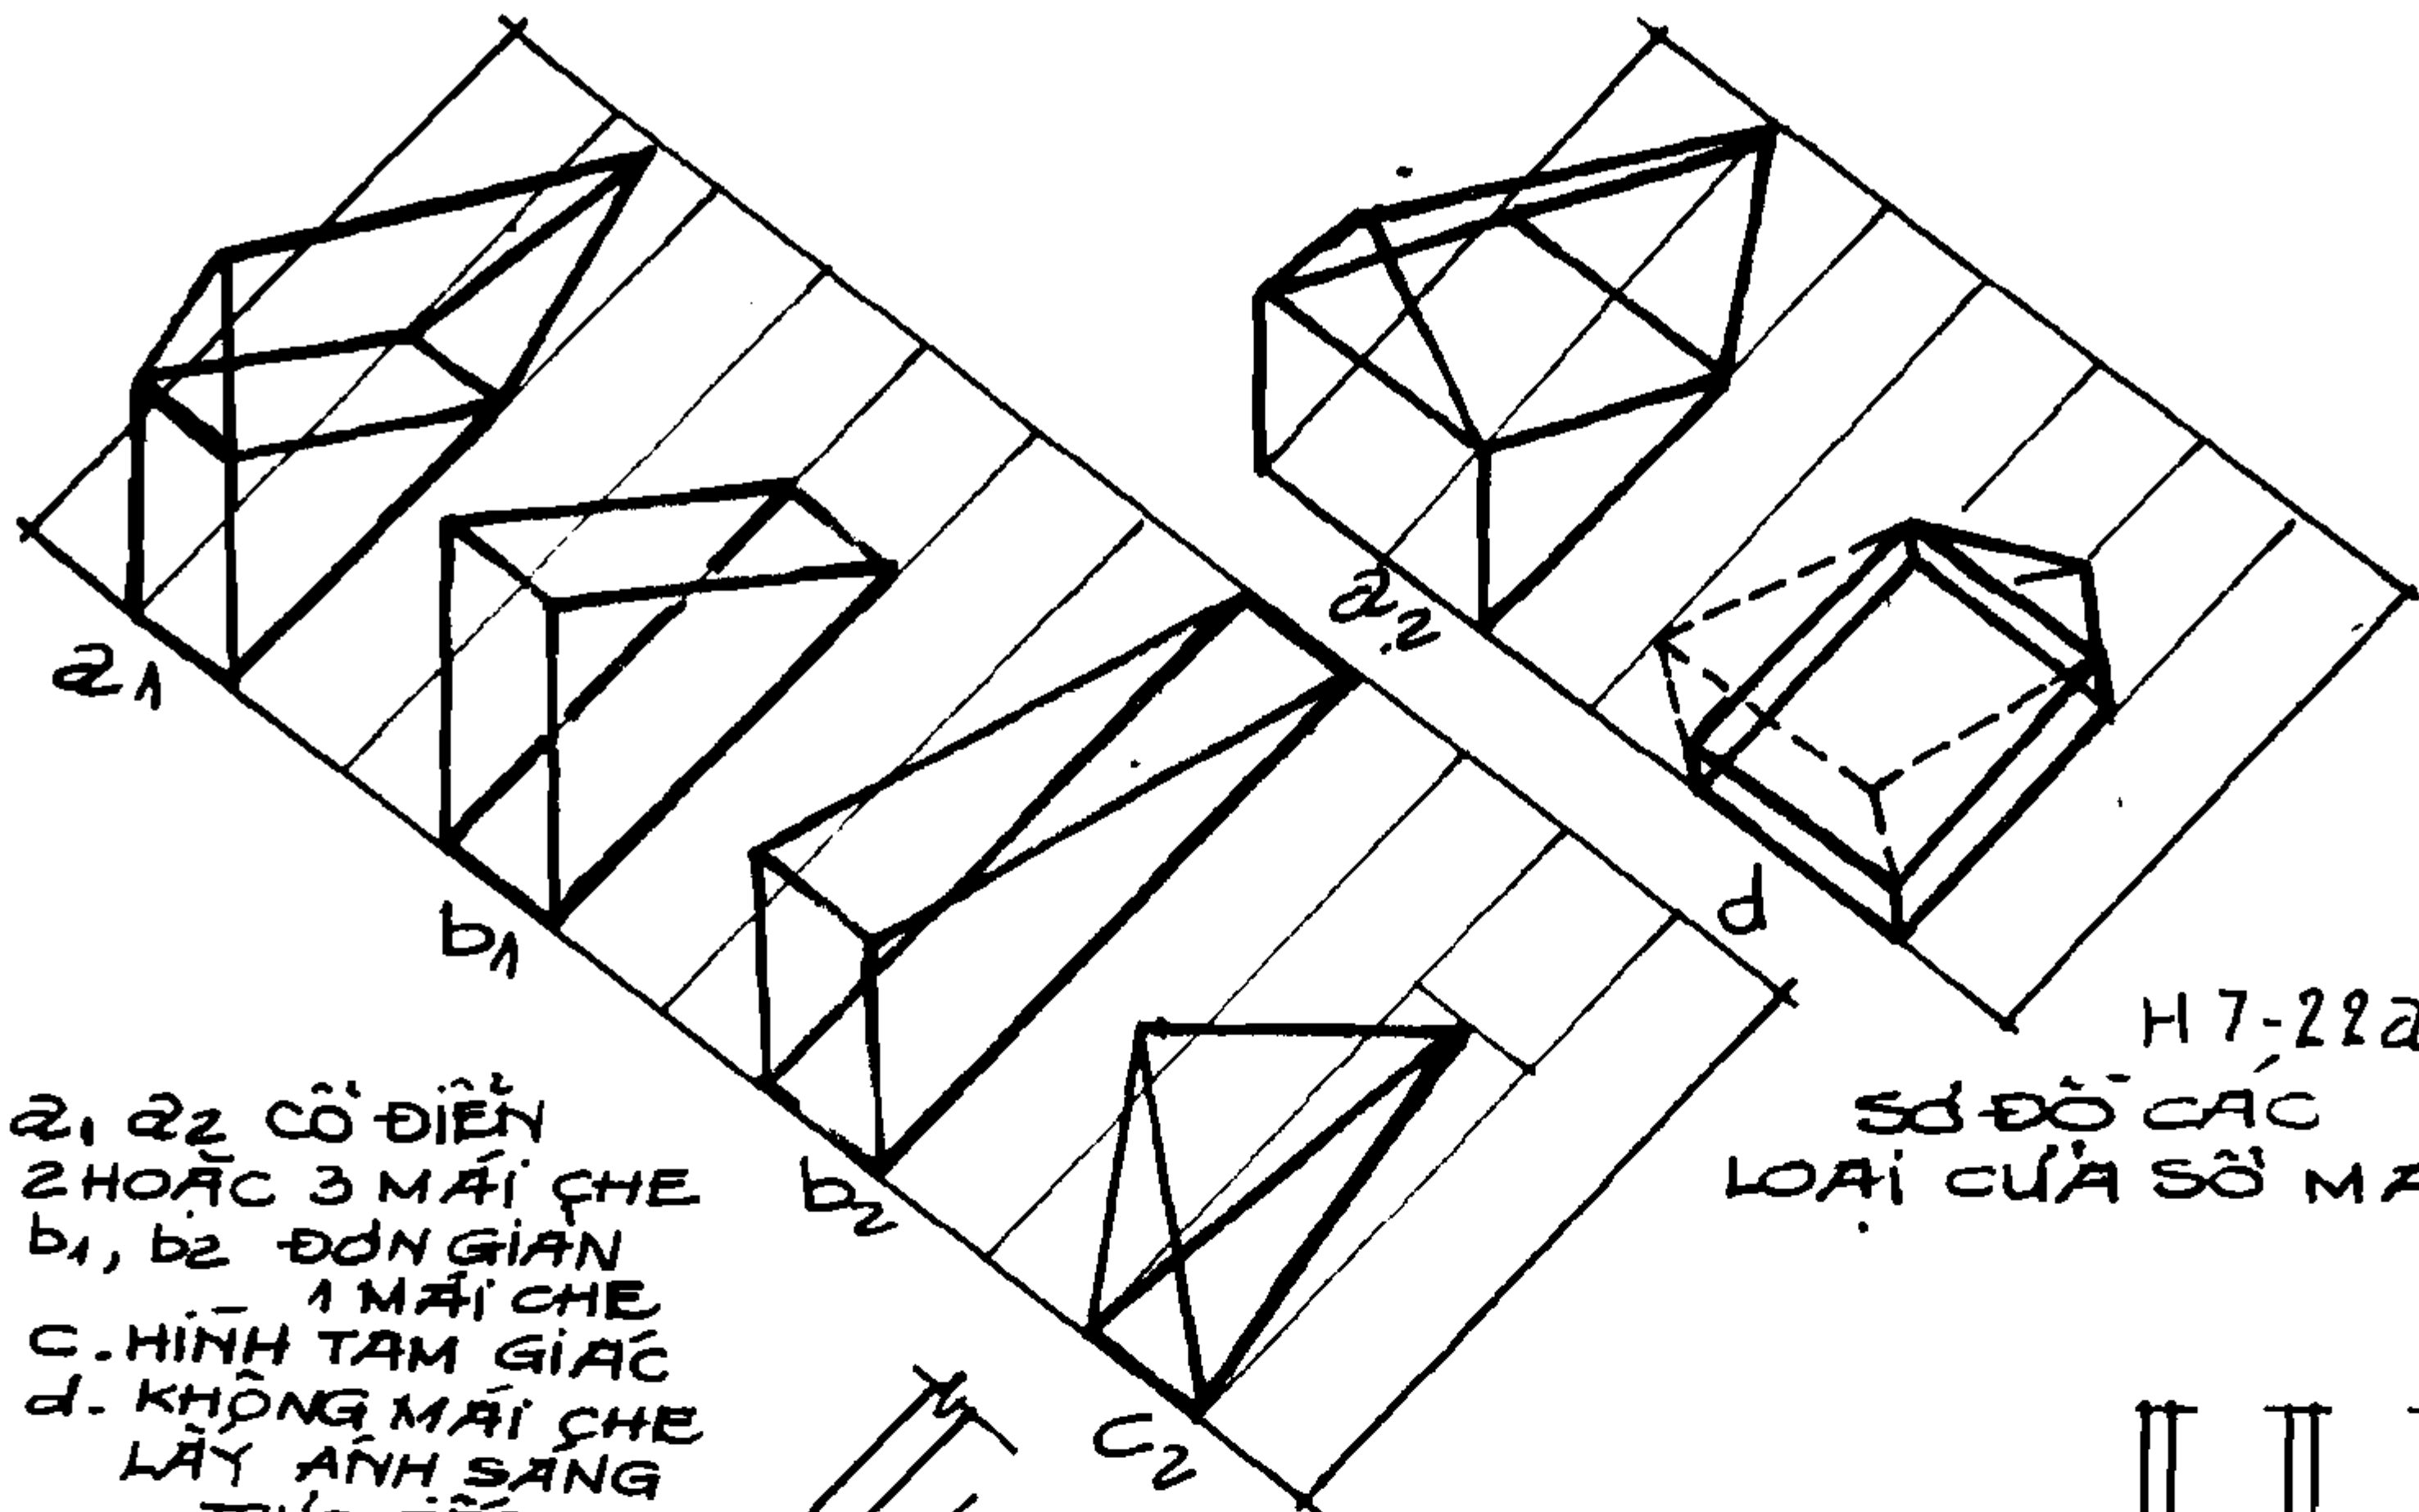 a1
a2
b1
d
b2
c2
H 7-22a
SƠ ĐỒ CÁC
LOẠI CỬA SỔ
a1 a2 CỔ ĐIỂN
2 HOẶC 3 MÁI CHE
b1, b2 ĐƠN GIẢN
1 MÁI CHE
C. HÌNH TAM GIÁC
d. KHÔNG MÁI CHE
LẤY ÁNH SÁNG